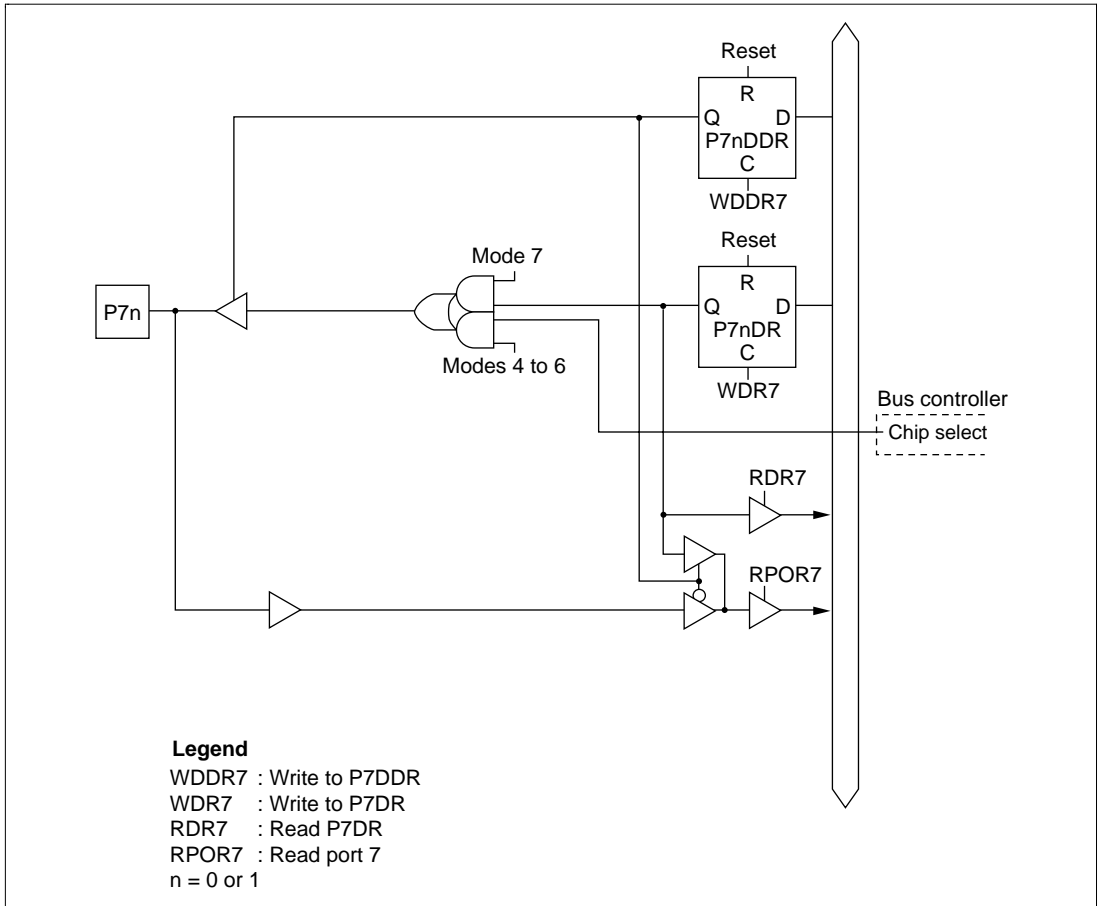 Reset
R
Q D
P7nDDR
C
WDDR7
Reset
Mode 7
R
P7n
Q D
P7nDR
C
Modes 4 to 6
WDR7
Bus controller
Chip select
RDR7
RPOR7
Legend
WDDR7 : Write to P7DDR
WDR7 : Write to P7DR
RDR7 : Read P7DR
RPOR7 : Read port 7
n = 0 or 1